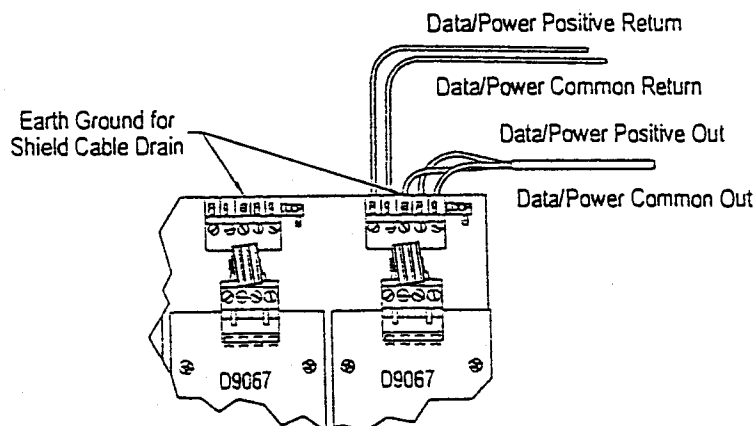 Data/Power Positive Return
Data/Power Common Return
Earth Ground for
Shield Cable Drain
Data/Power Positive Out
Data/Power Common Out
D9067
D9067